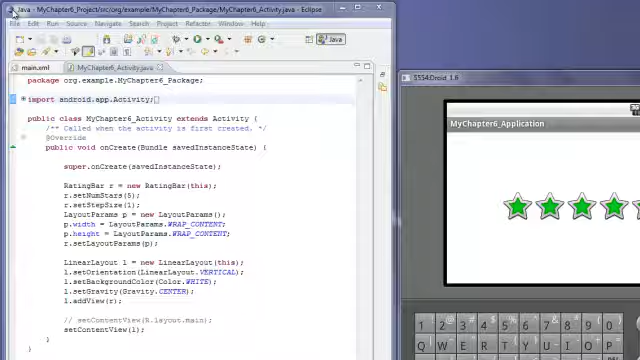 Java - MyChapter6_Project/src/org/example/MyChapter6_Package/MyChapter6_Activity.java - Eclipse
File Edit Run Source Navigate Search Project Refactor Window Help
Java
main.xml MyChapter6_Activity.java
package org.example.MyChapter6_Package;
import android.app.Activity;
public class MyChapter6_Activity extends Activity {
/** Called when the activity is first created. */
@Override
public void onCreate(Bundle savedInstanceState) {
super.onCreate(savedInstanceState);
RatingBar r = new RatingBar(this);
r.setNumStars(5);
r.setStepSize(1);
LayoutParams p = new LayoutParams();
p.width = LayoutParams.WRAP_CONTENT;
p.height = LayoutParams.WRAP_CONTENT;
r.setLayoutParams(p);
LinearLayout l = new LinearLayout(this);
l.setOrientation(LinearLayout.VERTICAL);
l.setBackgroundColor(Color.WHITE);
l.setGravity(Gravity.CENTER);
l.addView(r);
// setContentView(R.layout.main);
setContentView(l);
}
}
5554:Droid_1.6
3G
MyChapter6_Application
1 2 @ 3 # 4 $ 5 % 6 ^ 7 & 8 * 9 ( 0 )
Q W E R T Y U I O P